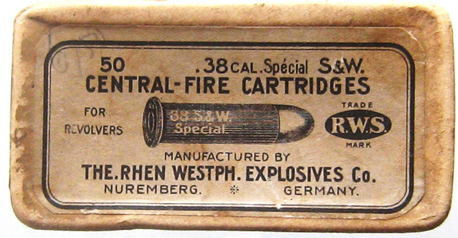 50 .38 CAL. Spécial S&W.
CENTRAL-FIRE CARTRIDGES
FOR
REVOLVERS
38 S&W.
Special
TRADE
R.W.S.
MARK
MANUFACTURED BY
THE.RHEN WESTPH. EXPLOSIVES Co.
NUREMBERG. * GERMANY.